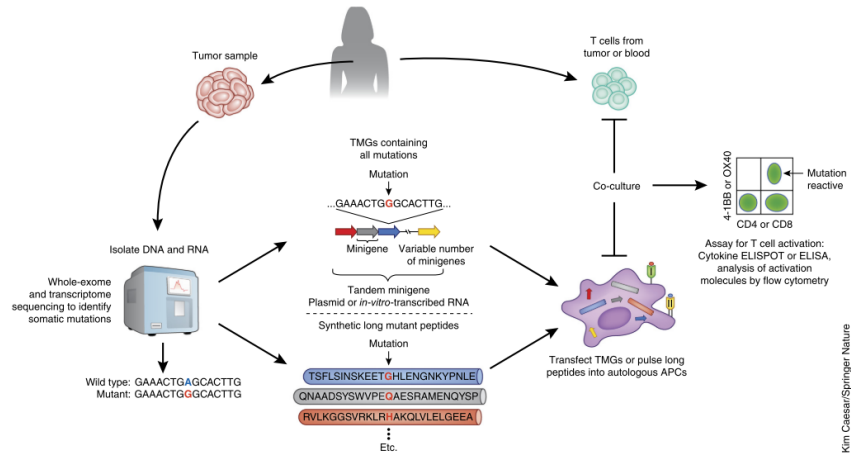 Tumor sample
T cells from
tumor or blood
TMGs containing
all mutations
Mutation
...GAAACTGGGCACTTG...
Minigene
Variable number
of minigenes
Tandem minigene
Plasmid or in-vitro-transcribed RNA
Synthetic long mutant peptides
Mutation
TSFLSINSKEETGHLENGNKYPNLE
QNAADSYSWVPEQAESRAMENQYSP
RVLKGGSVRKLRHAKQLVLELGEEA
Etc.
Isolate DNA and RNA
Whole-exome
and transcriptome
sequencing to identify
somatic mutations
Wild type: GAAACTGAGCACTTG
Mutant: GAAACTGGGCACTTG
Co-culture
4-1BB or OX40
Mutation
reactive
CD4 or CD8
Assay for T cell activation:
Cytokine ELISPOT or ELISA,
analysis of activation
molecules by flow cytometry
I
II
Transfect TMGs or pulse long
peptides into autologous APCs
Kim Caesar/Springer Nature